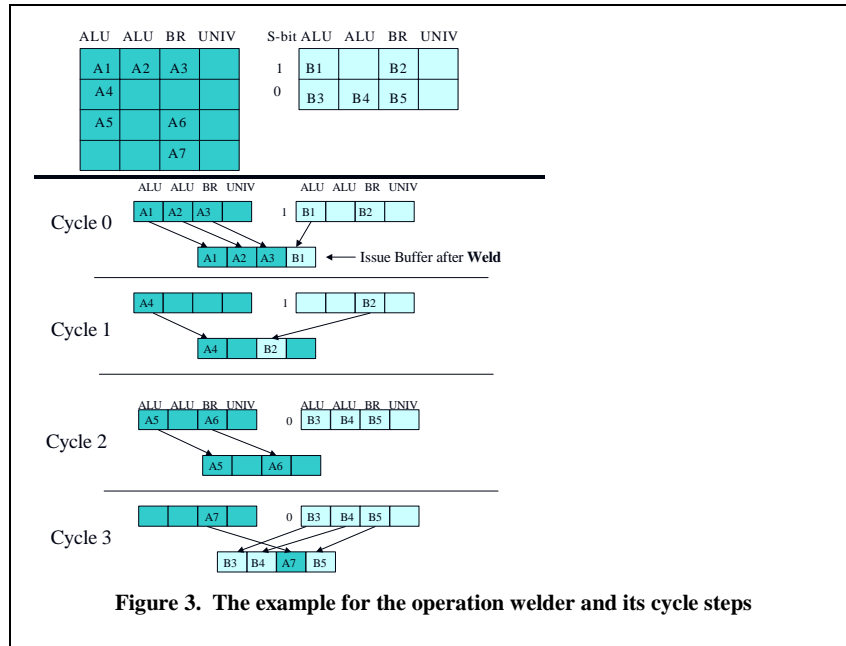 ALU ALU BR UNIV S-bit ALU ALU BR UNIV
A1 A2 A3 1 B1 B2
A4 0 B3 B4 B5
A5 A6
A7
ALU ALU BR UNIV ALU ALU BR UNIV
Cycle 0 A1 A2 A3 1 B1 B2
A1 A2 A3 B1 Issue Buffer after Weld
A4 1 B2
Cycle 1
A4 B2
ALU ALU BR UNIV ALU ALU BR UNIV
A5 A6 0 B3 B4 B5
Cycle 2
A5 A6
A7 0 B3 B4 B5
Cycle 3
B3 B4 A7 B5
Figure 3. The example for the operation welder and its cycle steps